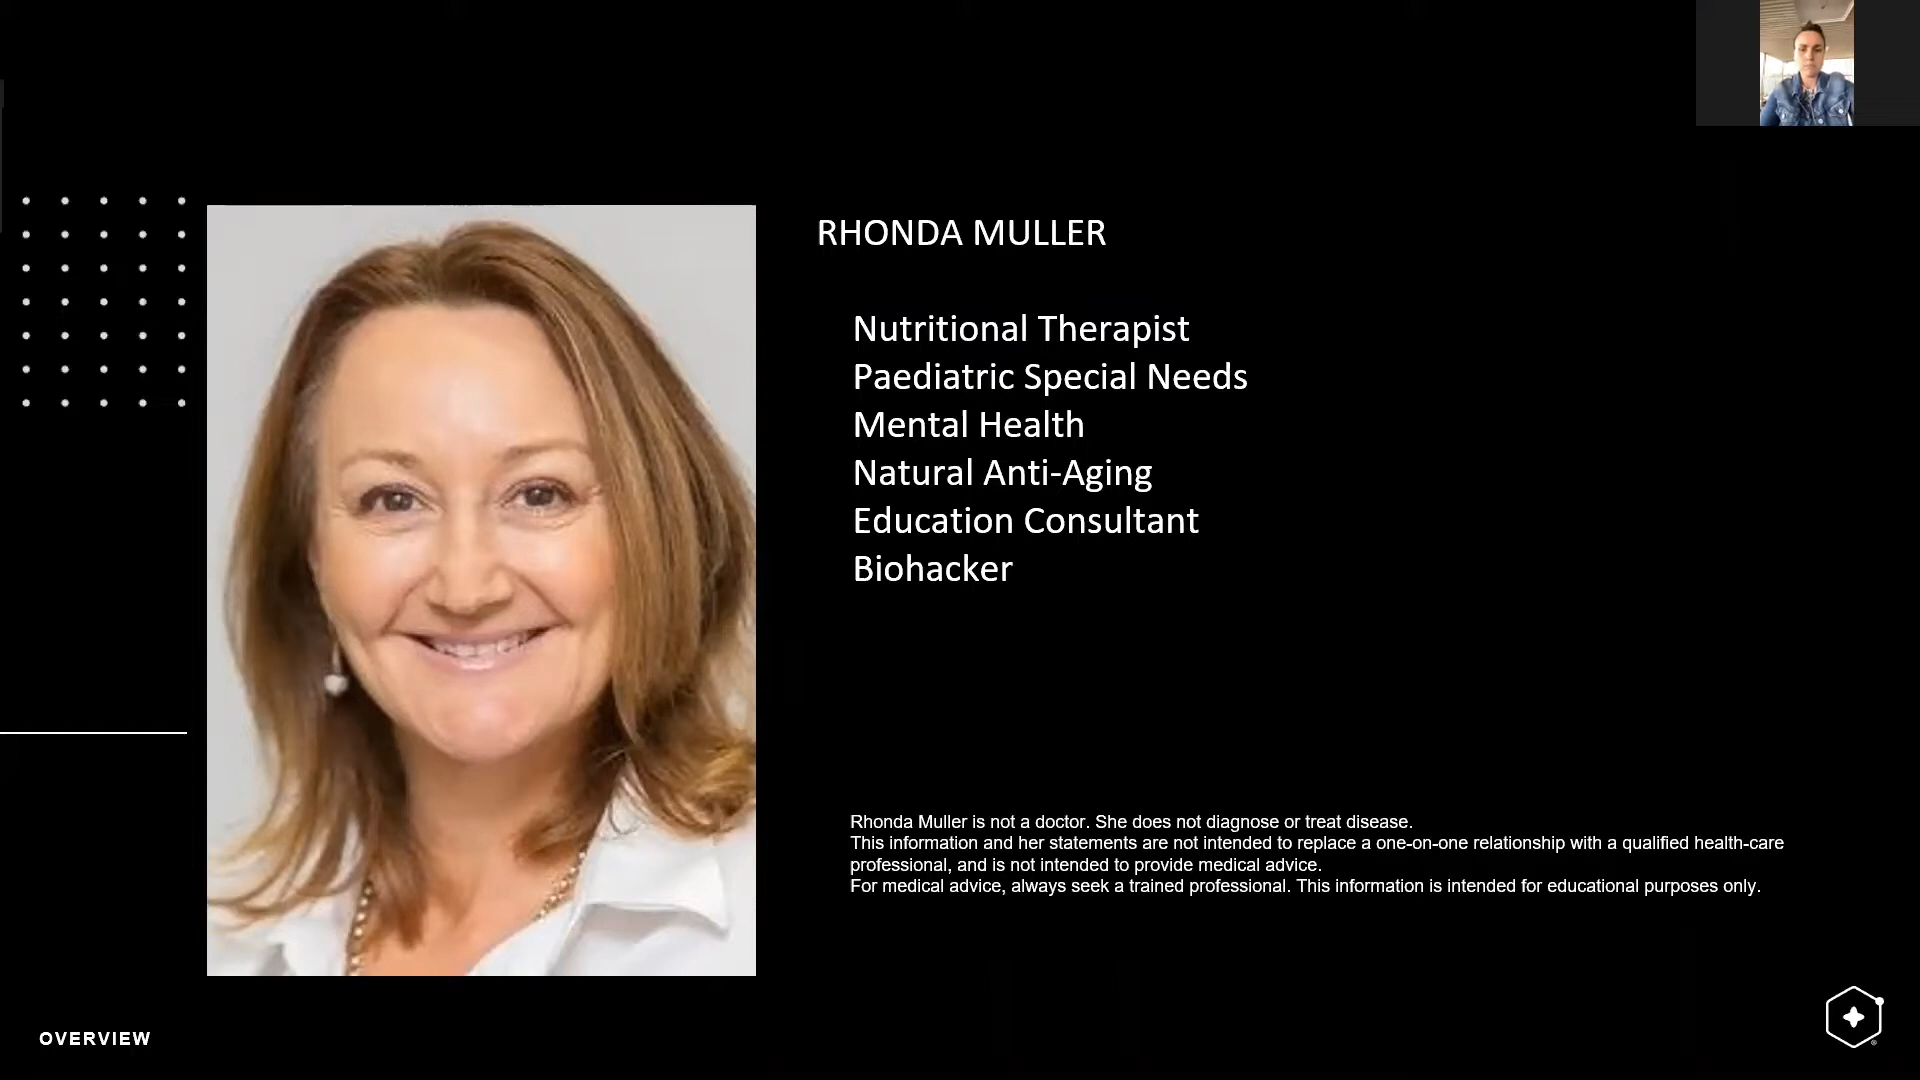 RHONDA MULLER
Nutritional Therapist
Paediatric Special Needs
Mental Health
Natural Anti-Aging
Education Consultant
Biohacker
Rhonda Muller is not a doctor. She does not diagnose or treat disease.
This information and her statements are not intended to replace a one-on-one relationship with a qualified health-care
professional, and is not intended to provide medical advice.
For medical advice, always seek a trained professional. This information is intended for educational purposes only.
OVERVIEW
®